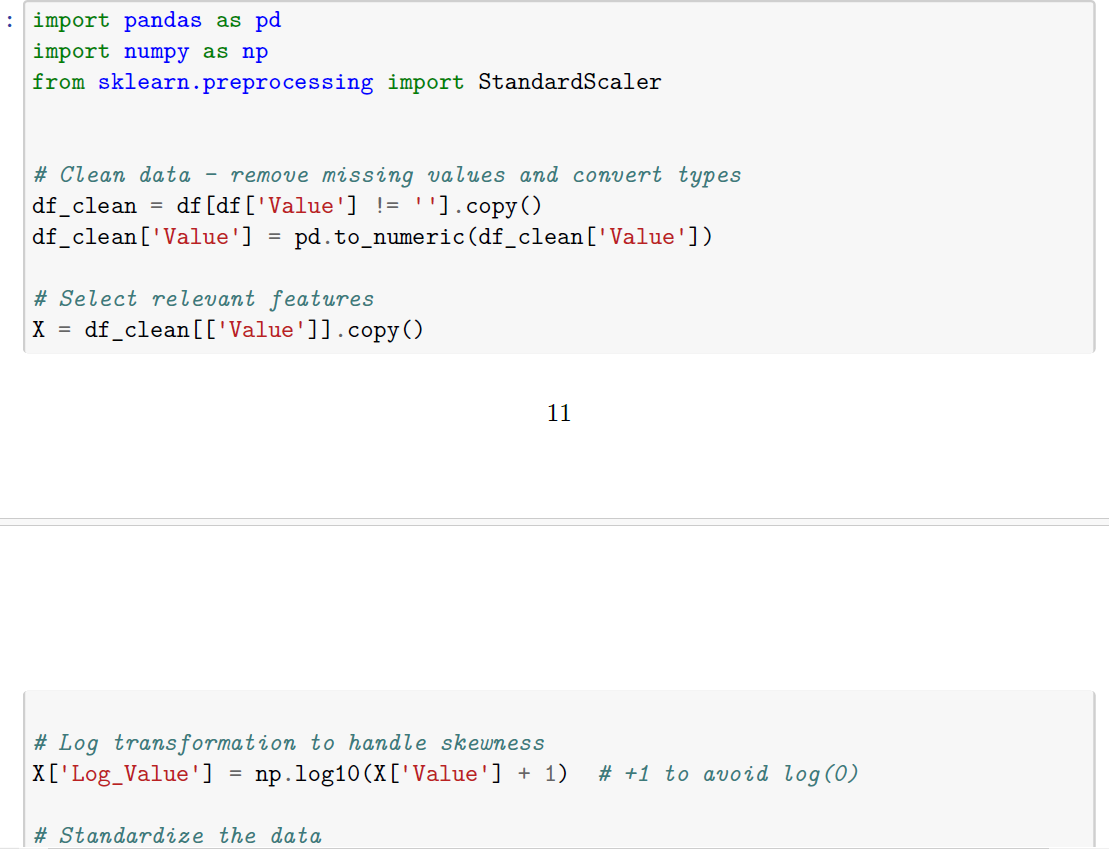 :
import pandas as pd
import numpy as np
from sklearn.preprocessing import StandardScaler
# Clean data - remove missing values and convert types
df_clean = df[df['Value'] != ''].copy()
df_clean['Value'] = pd.to_numeric(df_clean['Value'])
# Select relevant features
X = df_clean[['Value']].copy()
11
# Log transformation to handle skewness
X['Log_Value'] = np.log10(X['Value'] + 1)  # +1 to avoid log(0)
# Standardize the data